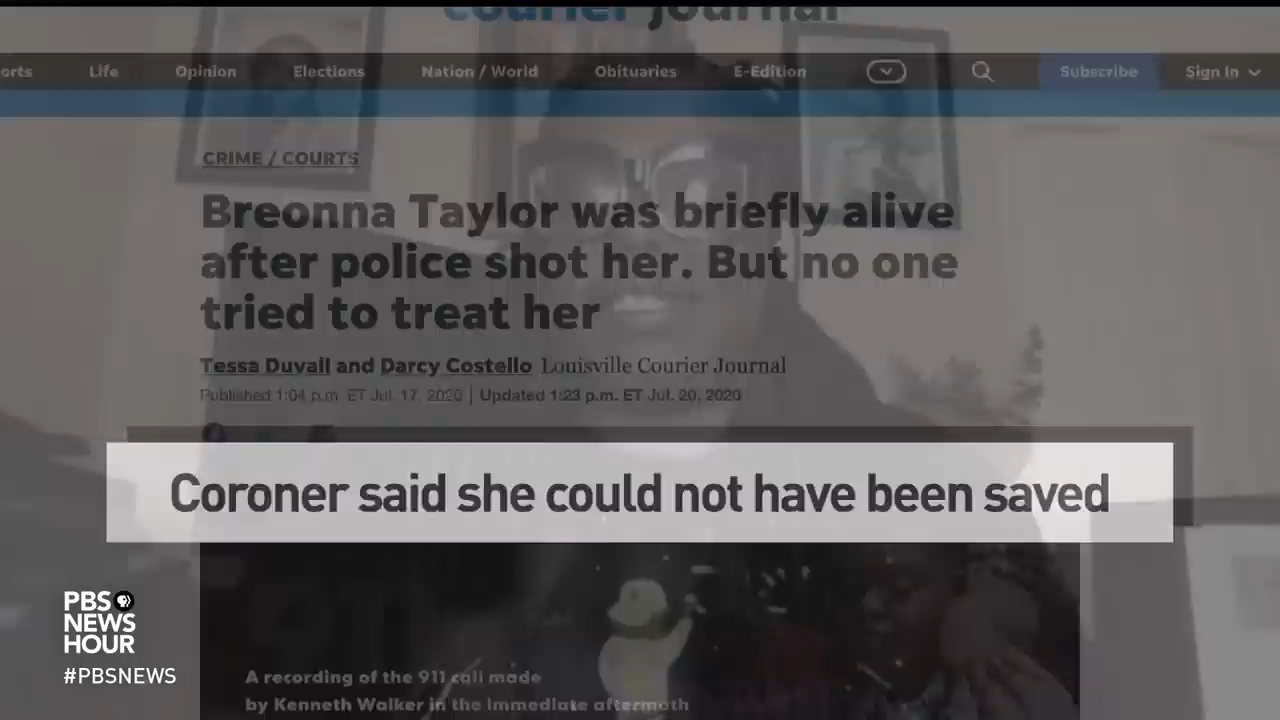 courier journal
orts Life Opinion Elections Nation / World Obituaries E-Edition Subscribe Sign In
CRIME / COURTS
Breonna Taylor was briefly alive
after police shot her. But no one
tried to treat her
Tessa Duvall and Darcy Costello Louisville Courier Journal
Published 1:04 p.m. ET Jul. 17, 2020 | Updated 1:23 p.m. ET Jul. 20, 2020
Coroner said she could not have been saved
PBS
NEWS
HOUR
#PBSNEWS
A recording of the 911 call made
by Kenneth Walker in the immediate aftermath